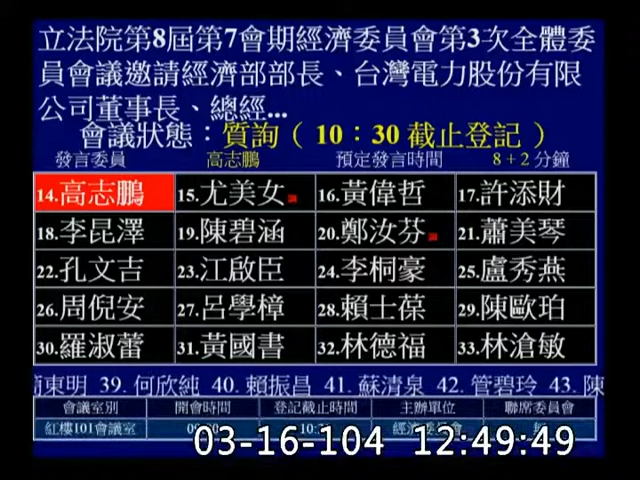 立法院第8屆第7會期經濟委員會第3次全體委
員會議邀請經濟部部長、台灣電力股份有限
公司董事長、總經...
會議狀態：質詢（10：30 截止登記）
發言委員 高志鵬 預定發言時間 8+2 分鐘
14.高志鵬 15.尤美女 16.黃偉哲 17.許添財
18.李昆澤 19.陳碧涵 20.鄭汝芬 21.蕭美琴
22.孔文吉 23.江啟臣 24.李桐豪 25.盧秀燕
26.周倪安 27.呂學樟 28.賴士葆 29.陳歐珀
30.羅淑蕾 31.黃國書 32.林德福 33.林滄敏
東明 39. 何欣純 40. 賴振昌 41. 蘇清泉 42. 管碧玲 43. 陳
會議室別 開會時間 登記截止時間 主辦單位 聯席委員會
紅樓101會議室 經濟委員會
03-16-104 12:49:49